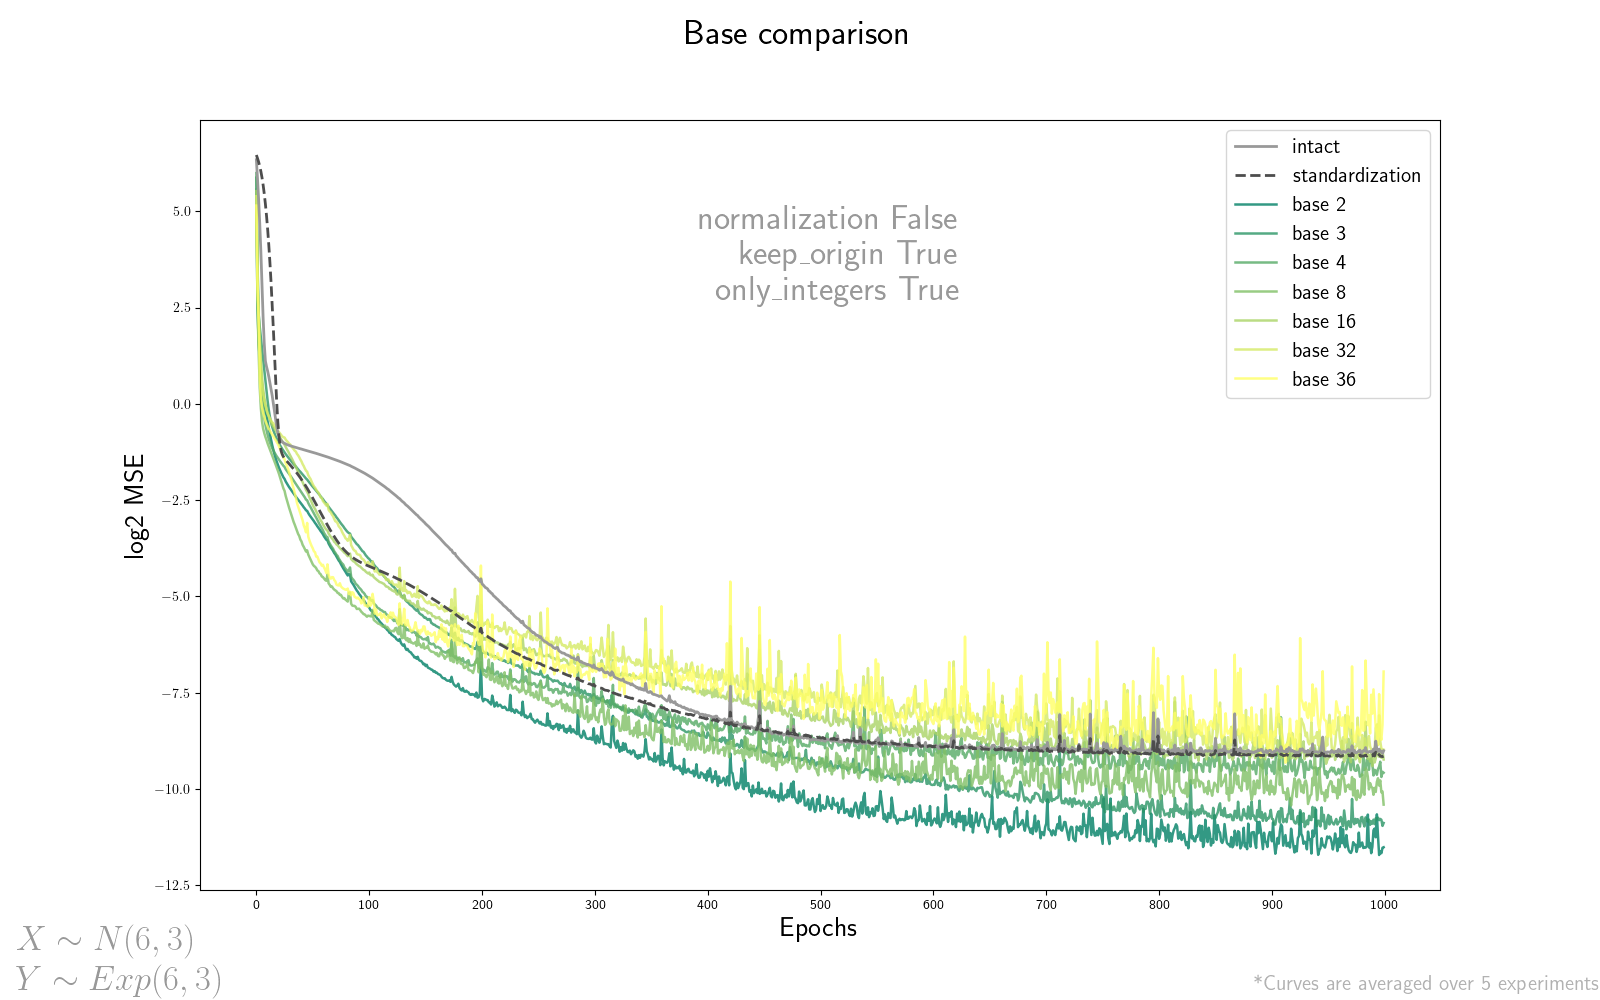 Base comparison
normalization False
keep_origin True
only_integers True
intact
standardization
base 2
base 3
base 4
base 8
base 16
base 32
base 36
log2 MSE
5.0
2.5
0.0
−2.5
−5.0
−7.5
−10.0
−12.5
0 100 200 300 400 500 600 700 800 900 1000
Epochs
X ∼ N(6, 3)
Y ∼ Exp(6, 3)
*Curves are averaged over 5 experiments